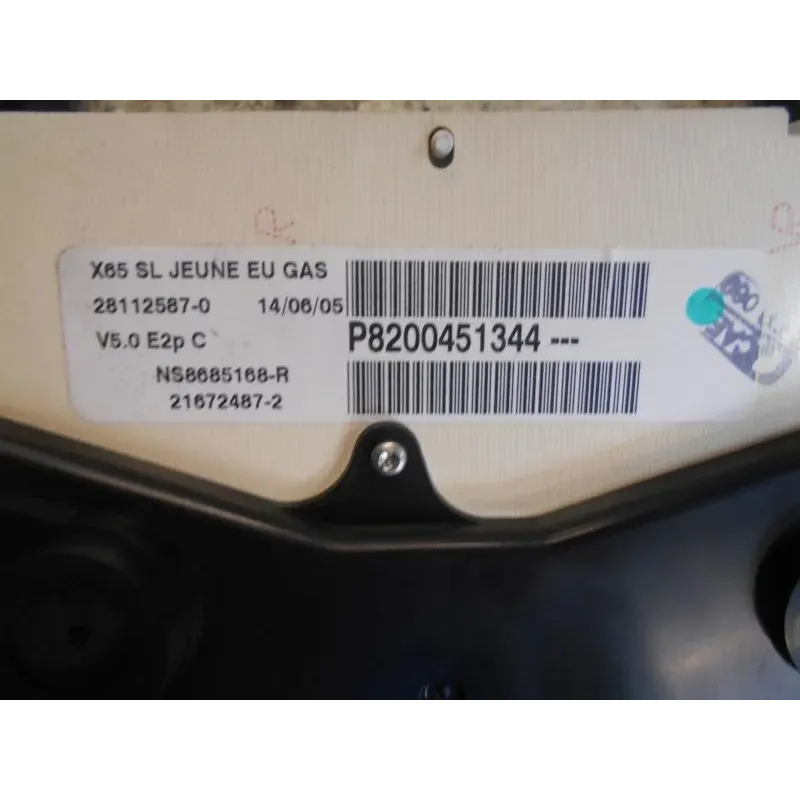 X65 SL JEUNE EU GAS
28112587-0 14/06/05
V5.0 E2p C
P8200451344 ---
NS8685168-R
21672487-2